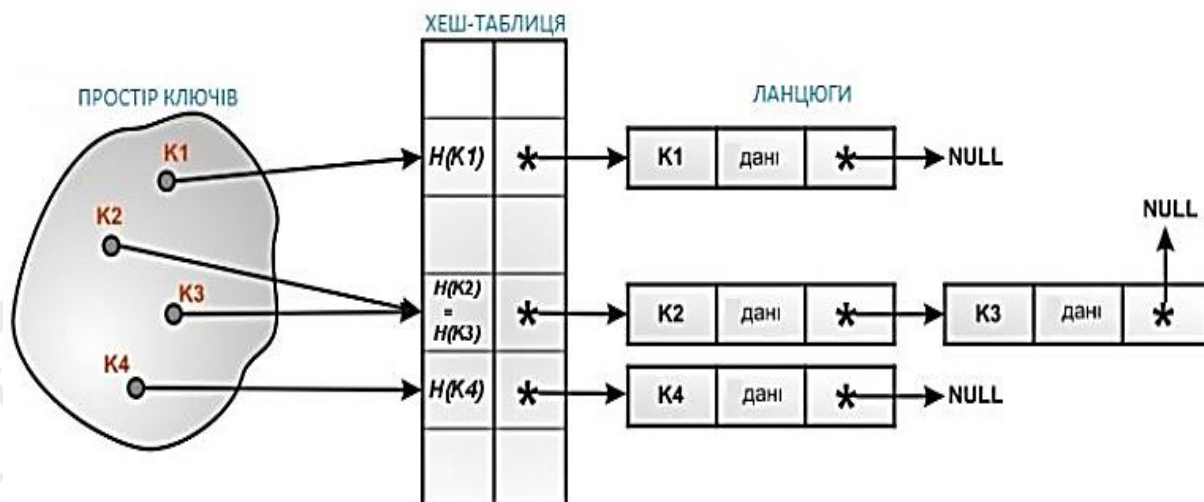 ХЕШ-ТАБЛИЦЯ
ПРОСТІР КЛЮЧІВ
ЛАНЦЮГИ
K1
H(K1)
*
K1
дані
*
NULL
K2
NULL
K3
H(K2)
=
H(K3)
*
K2
дані
*
K3
дані
*
K4
H(K4)
*
K4
дані
*
NULL